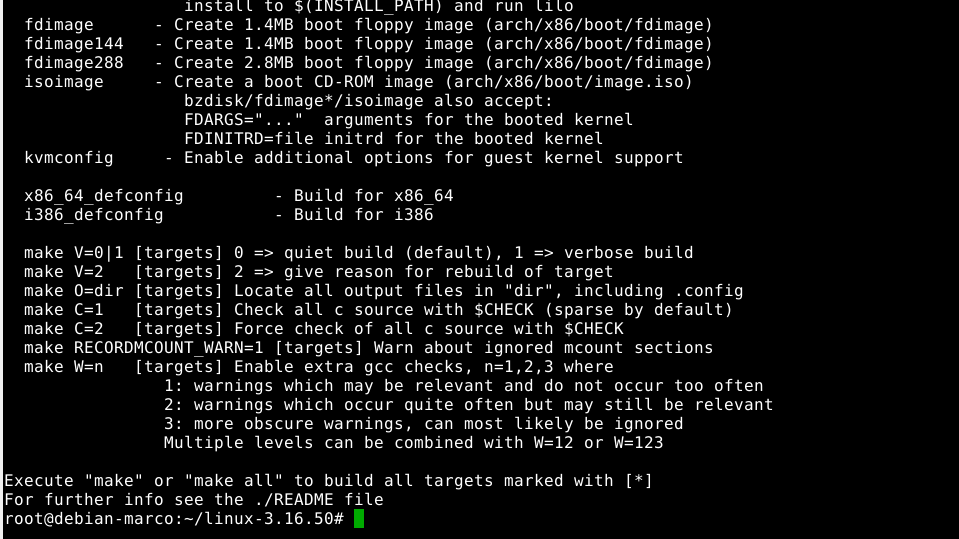 install to $(INSTALL_PATH) and run lilo
fdimage      - Create 1.4MB boot floppy image (arch/x86/boot/fdimage)
fdimage144   - Create 1.4MB boot floppy image (arch/x86/boot/fdimage)
fdimage288   - Create 2.8MB boot floppy image (arch/x86/boot/fdimage)
isoimage     - Create a boot CD-ROM image (arch/x86/boot/image.iso)
bzdisk/fdimage*/isoimage also accept:
FDARGS="..."  arguments for the booted kernel
FDINITRD=file initrd for the booted kernel
kvmconfig     - Enable additional options for guest kernel support
x86_64_defconfig         - Build for x86_64
i386_defconfig           - Build for i386
make V=0|1 [targets] 0 => quiet build (default), 1 => verbose build
make V=2   [targets] 2 => give reason for rebuild of target
make O=dir [targets] Locate all output files in "dir", including .config
make C=1   [targets] Check all c source with $CHECK (sparse by default)
make C=2   [targets] Force check of all c source with $CHECK
make RECORDMCOUNT_WARN=1 [targets] Warn about ignored mcount sections
make W=n   [targets] Enable extra gcc checks, n=1,2,3 where
1: warnings which may be relevant and do not occur too often
2: warnings which occur quite often but may still be relevant
3: more obscure warnings, can most likely be ignored
Multiple levels can be combined with W=12 or W=123
Execute "make" or "make all" to build all targets marked with [*]
For further info see the ./README file
root@debian-marco:~/linux-3.16.50#